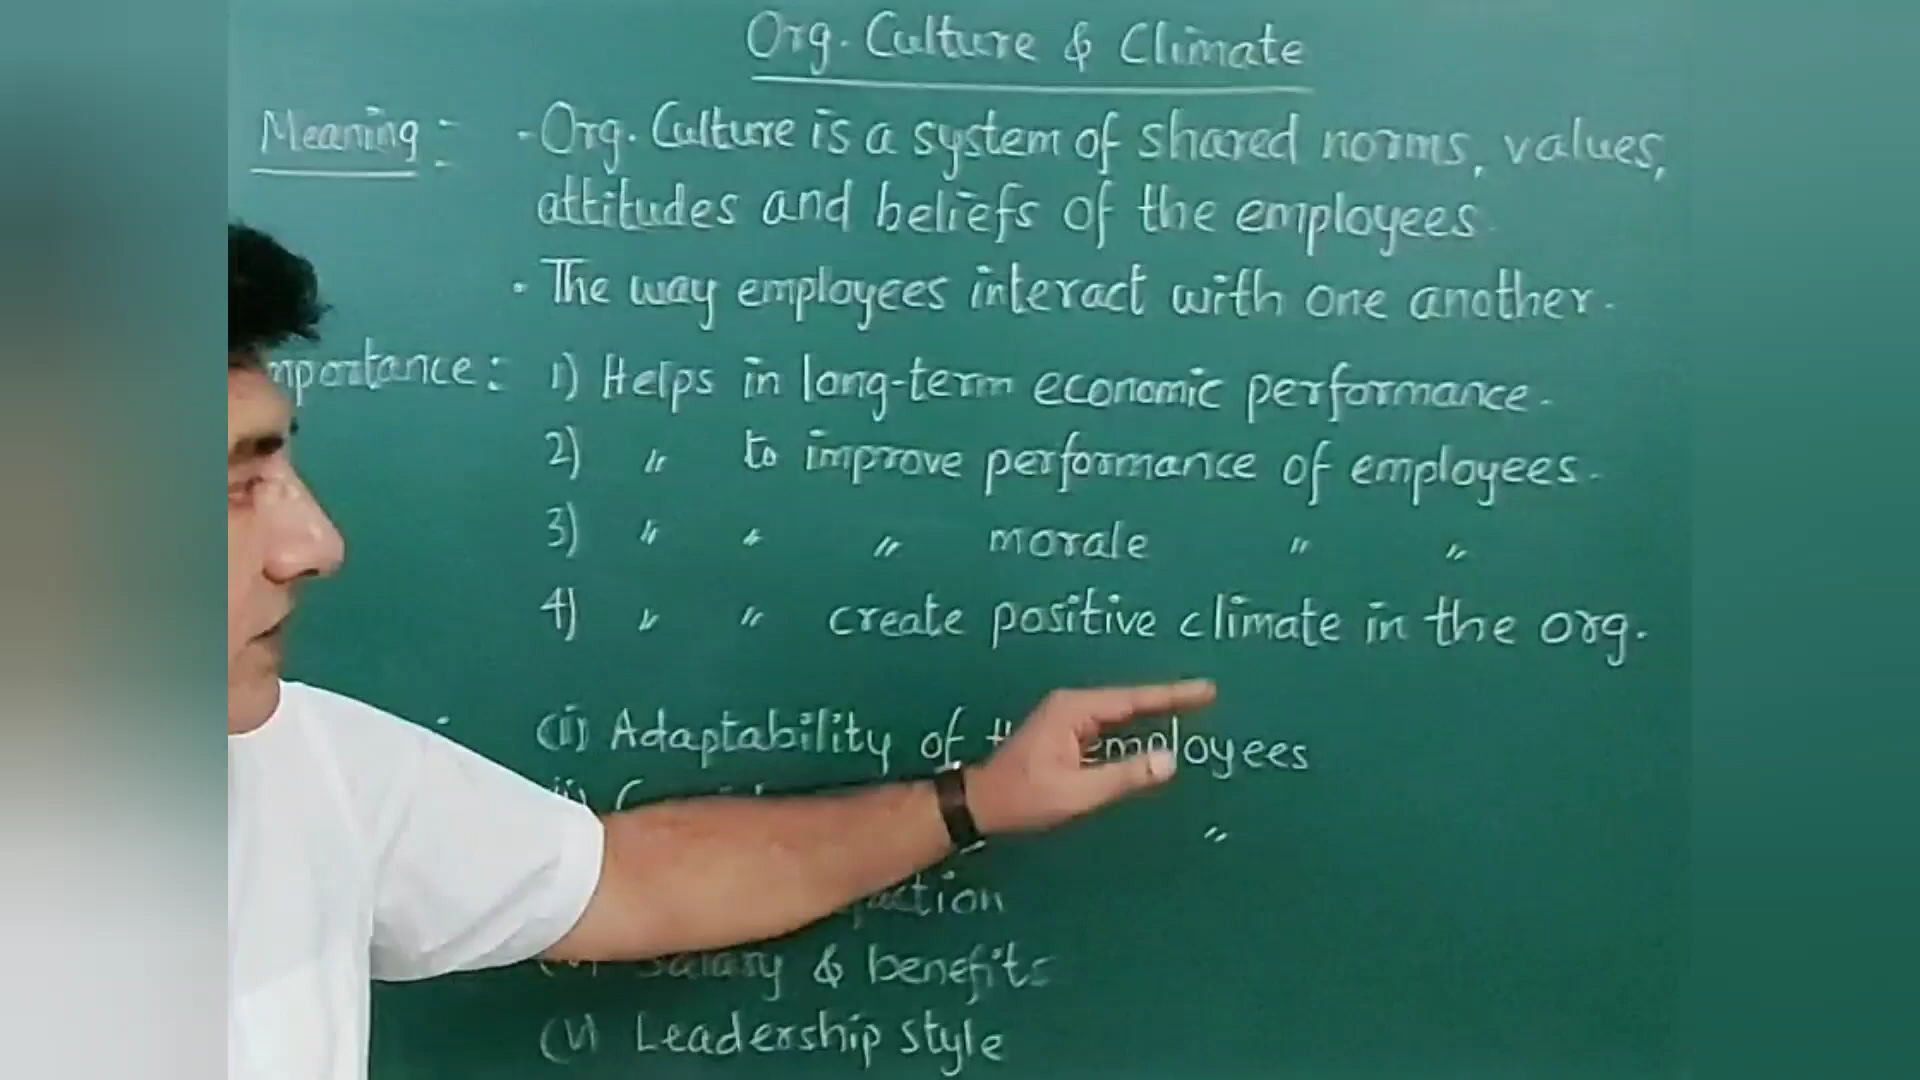 Org. Culture & Climate
Meaning : - Org. Culture is a system of shared norms, values,
attitudes and beliefs of the employees.
• The way employees interact with one another.
mportance : 1) Helps in long-term economic performance.
2) " to improve performance of employees.
3) " " " morale " "
4) " " create positive climate in the org.
(i) Adaptability of employees
"
ction
salary & benefits
(v) Leadership style